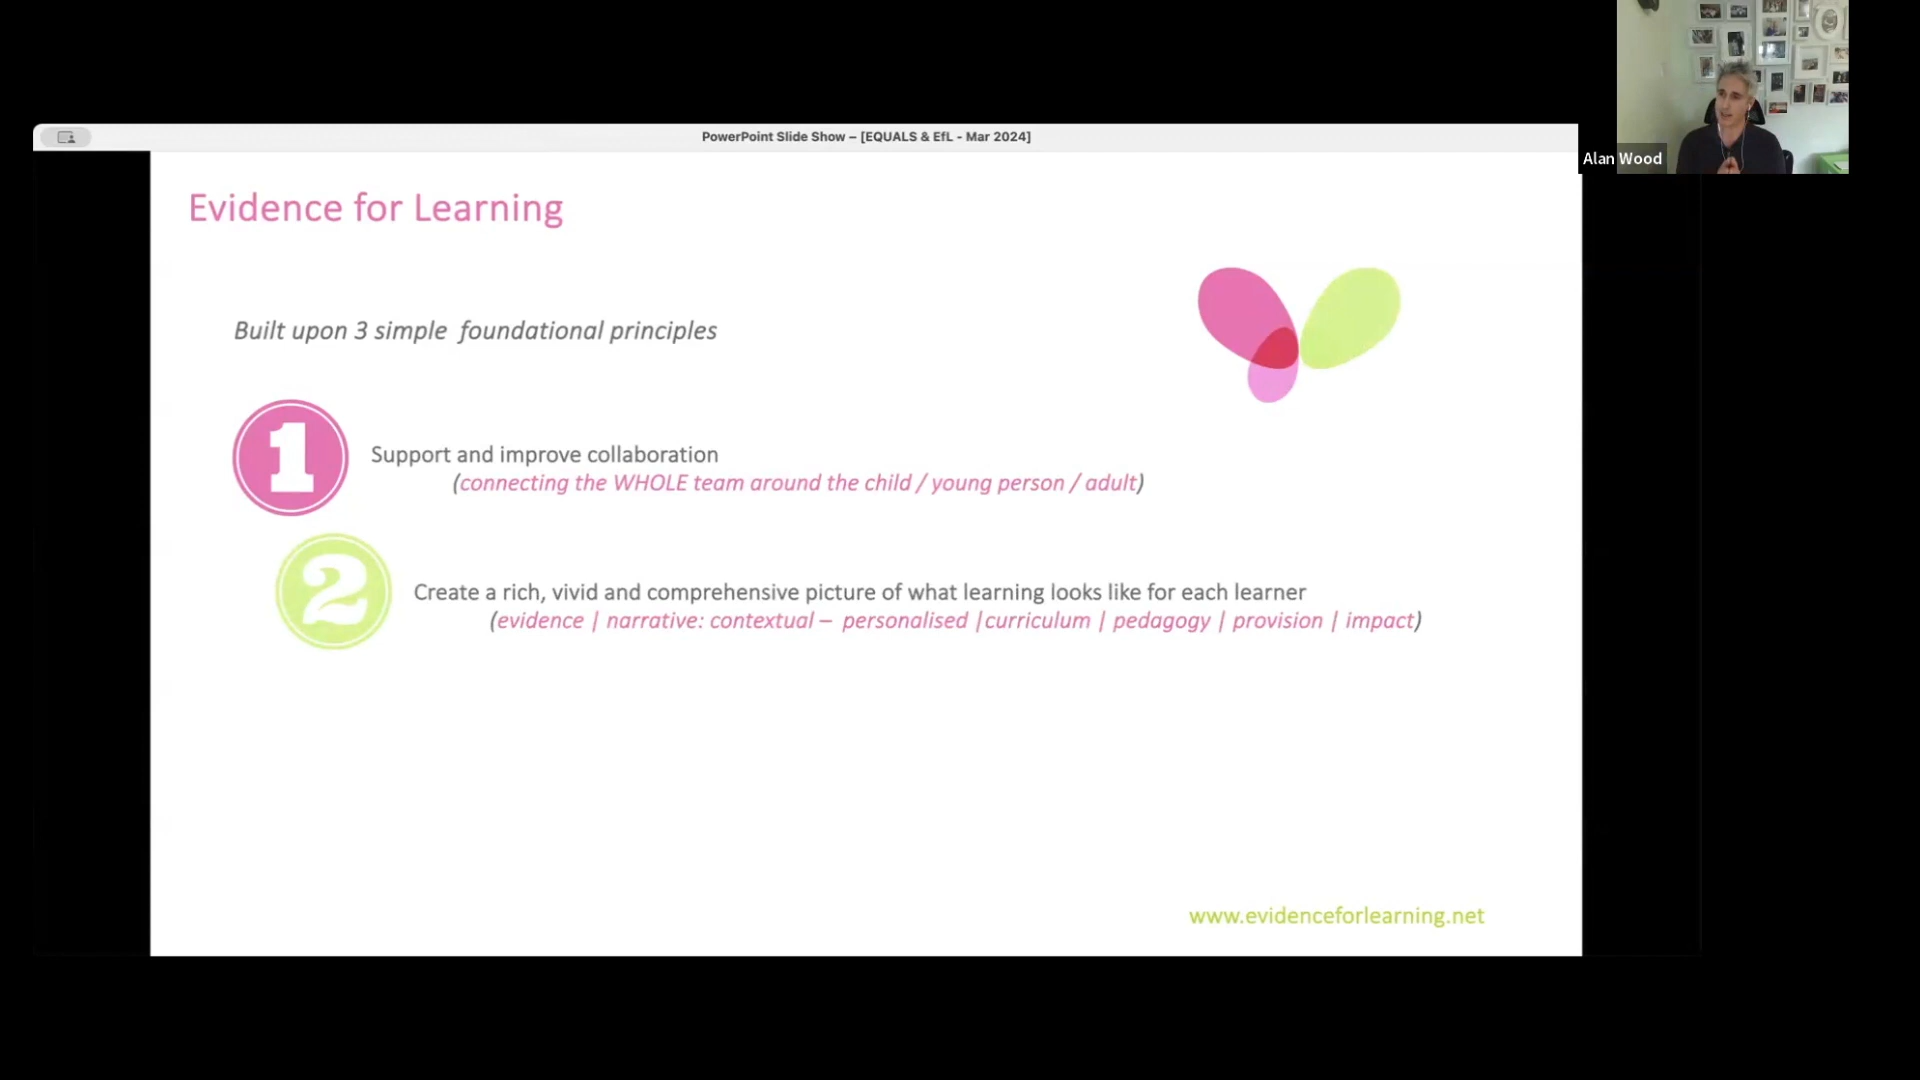 PowerPoint Slide Show – [EQUALS & EfL - Mar 2024]
Alan Wood
Evidence for Learning
Built upon 3 simple foundational principles
1
Support and improve collaboration
(connecting the WHOLE team around the child / young person / adult)
2
Create a rich, vivid and comprehensive picture of what learning looks like for each learner
(evidence | narrative: contextual – personalised |curriculum | pedagogy | provision | impact)
www.evidenceforlearning.net